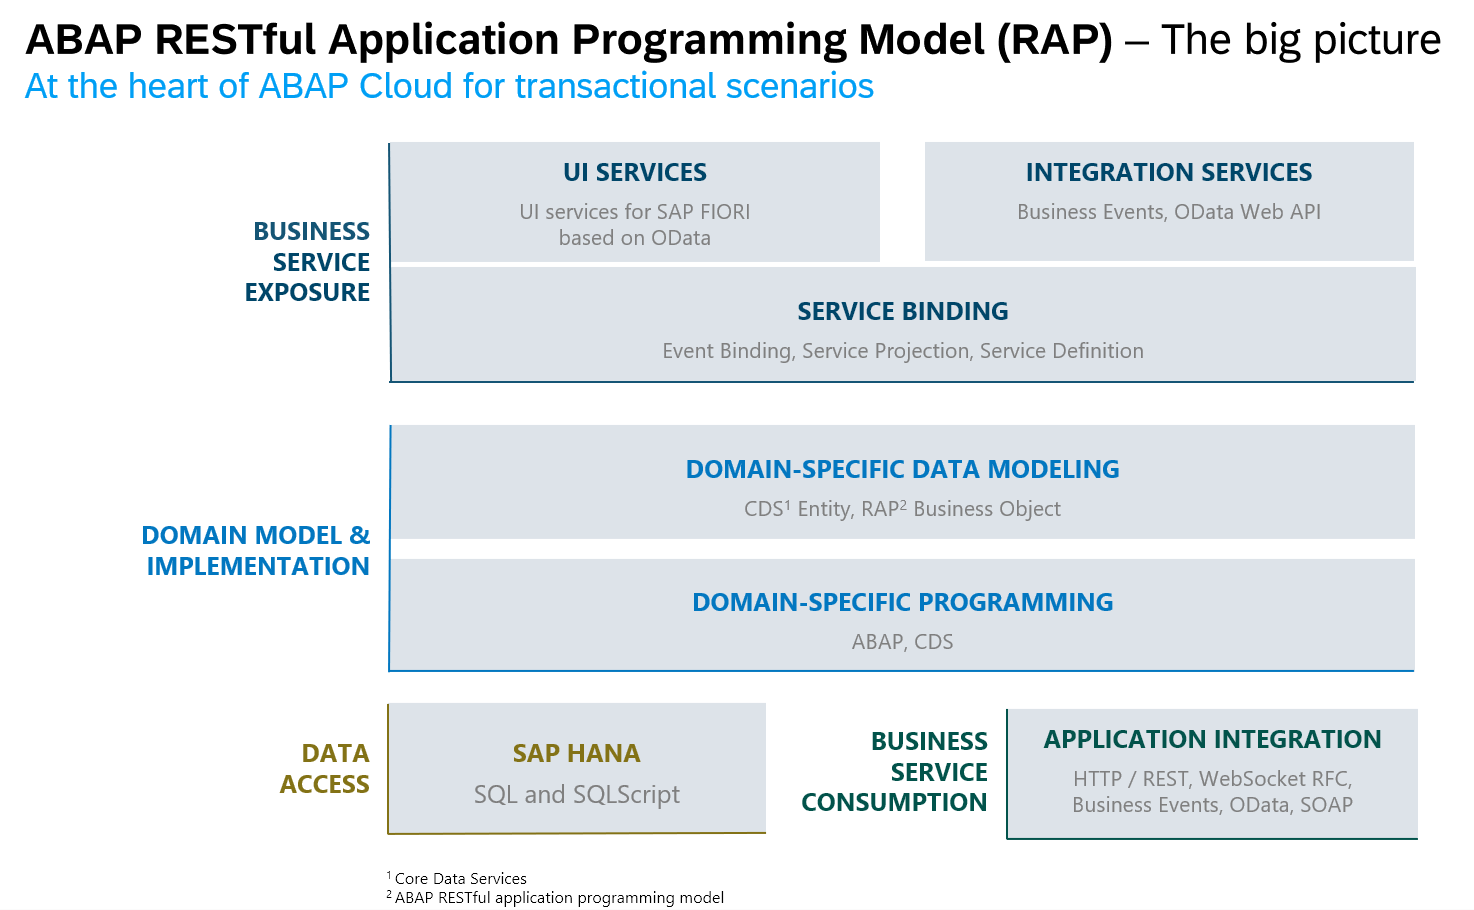 ABAP RESTful Application Programming Model (RAP) – The big picture
At the heart of ABAP Cloud for transactional scenarios
BUSINESS
SERVICE
EXPOSURE
UI SERVICES
UI services for SAP FIORI
based on OData
INTEGRATION SERVICES
Business Events, OData Web API
SERVICE BINDING
Event Binding, Service Projection, Service Definition
DOMAIN MODEL &
IMPLEMENTATION
DOMAIN-SPECIFIC DATA MODELING
CDS¹ Entity, RAP² Business Object
DOMAIN-SPECIFIC PROGRAMMING
ABAP, CDS
DATA
ACCESS
SAP HANA
SQL and SQLScript
BUSINESS
SERVICE
CONSUMPTION
APPLICATION INTEGRATION
HTTP / REST, WebSocket RFC,
Business Events, OData, SOAP
¹ Core Data Services
² ABAP RESTful application programming model